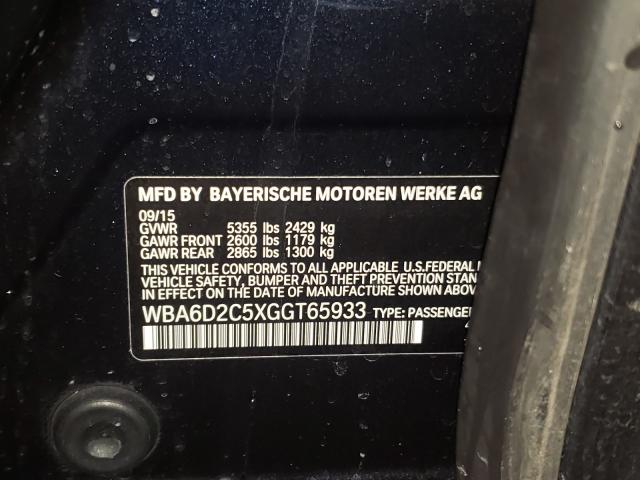 MFD BY BAYERISCHE MOTOREN WERKE AG
09/15
GVWR 5355 lbs 2429 kg
GAWR FRONT 2600 lbs 1179 kg
GAWR REAR 2865 lbs 1300 kg
THIS VEHICLE CONFORMS TO ALL APPLICABLE U.S.FEDERAL
VEHICLE SAFETY, BUMPER AND THEFT PREVENTION STAN
IN EFFECT ON THE DATE OF MANUFACTURE SHOWN ABOVE.
WBA6D2C5XGGT65933 TYPE: PASSENGER